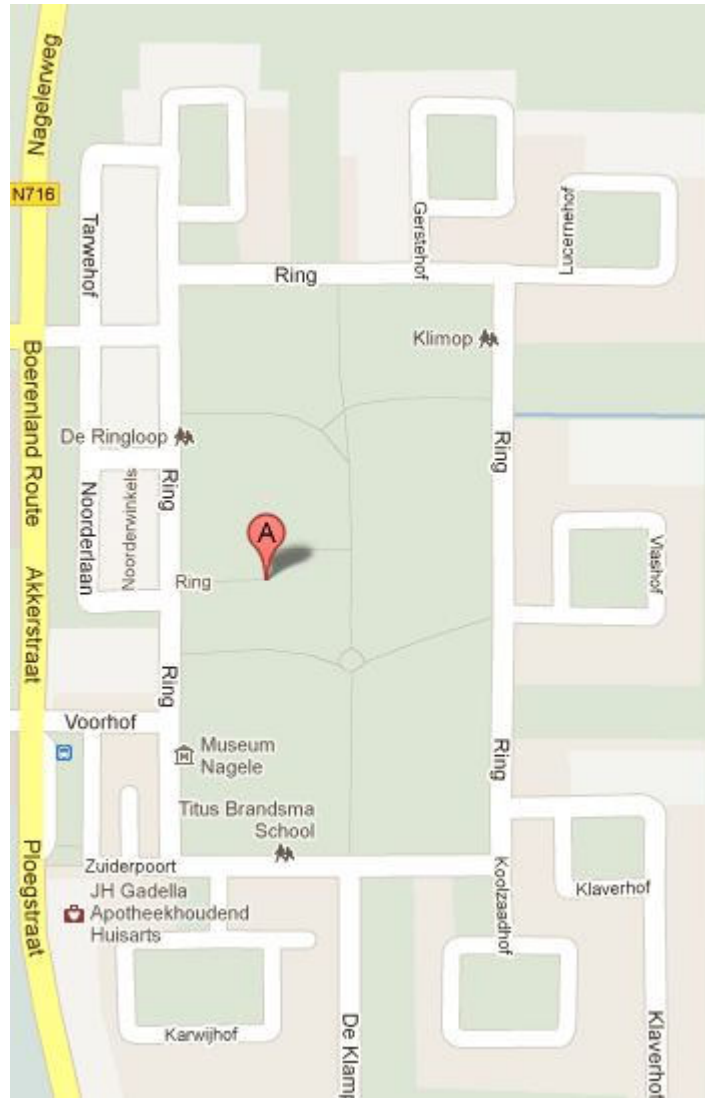 Nagelerweg
N716
Tarwehof
Gerstehof
Lucernehof
Ring
Klimop
Boerenland Route
De Ringloop
Ring
Ring
Noorderlaan
Noorderwinkels
A
Vlashof
Ring
Akkerstraat
Ring
Voorhof
Museum
Nagele
Ring
Titus Brandsma
School
Ploegstraat
Zuiderpoort
Koolzaadhof
Klaverhof
JH Gadella
Apotheekhoudend
Huisarts
Karwijhof
De Klamp
Klaverhof